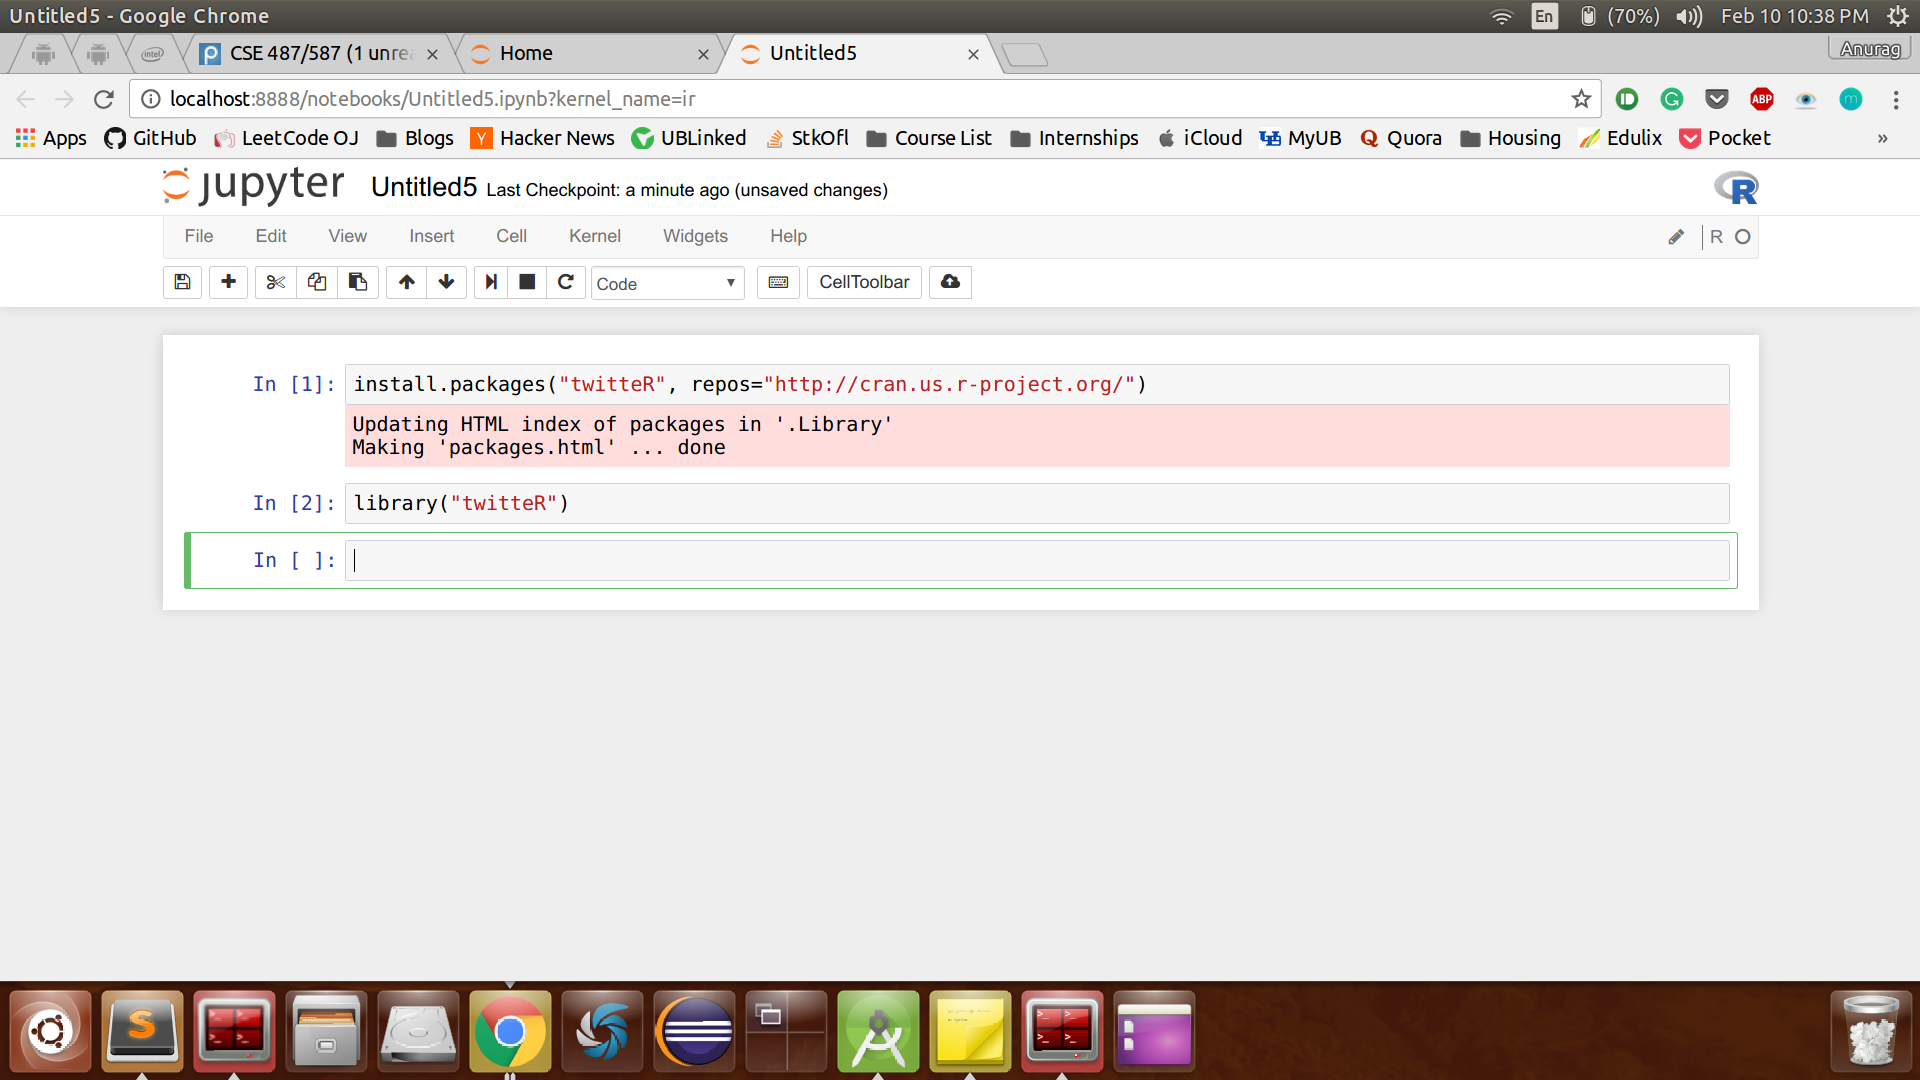 Untitled5 - Google Chrome
En
(70%)
Feb 10 10:38 PM
intel
CSE 487/587 (1 unrea
Home
Untitled5
Anurag
localhost:8888/notebooks/Untitled5.ipynb?kernel_name=ir
ABP
m
Apps
GitHub
LeetCode OJ
Blogs
Y
Hacker News
UBLinked
StkOfl
Course List
Internships
iCloud
MyUB
Quora
Housing
Edulix
Pocket
»
jupyter
Untitled5 Last Checkpoint: a minute ago (unsaved changes)
R
File
Edit
View
Insert
Cell
Kernel
Widgets
Help
R
Code
CellToolbar
In [1]: install.packages("twitteR", repos="http://cran.us.r-project.org/")
Updating HTML index of packages in '.Library'
Making 'packages.html' ... done
In [2]: library("twitteR")
In [ ]:
S